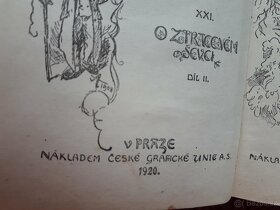 XXI.
O ZTRACENÉM
ŠEVCI
DÍL II.
V PRAZE
NÁKLADEM ČESKÉ GRAFICKÉ UNIE A.S.
1920.